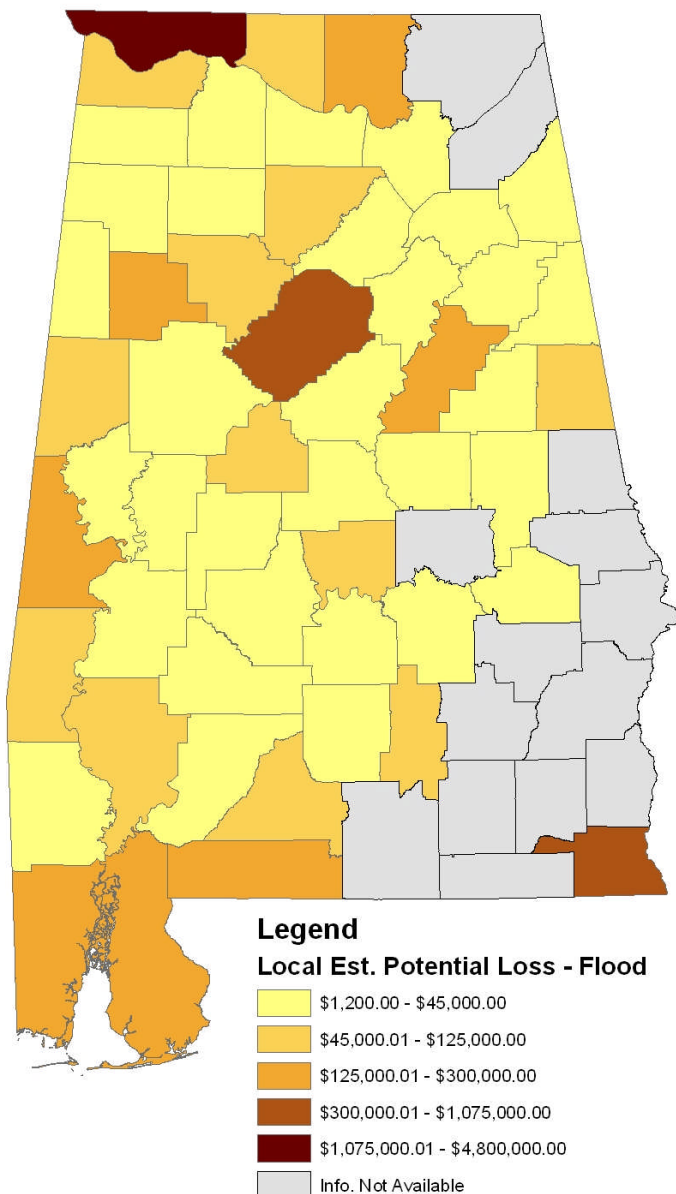 Legend
Local Est. Potential Loss - Flood
$1,200.00 - $45,000.00
$45,000.01 - $125,000.00
$125,000.01 - $300,000.00
$300,000.01 - $1,075,000.00
$1,075,000.01 - $4,800,000.00
Info. Not Available